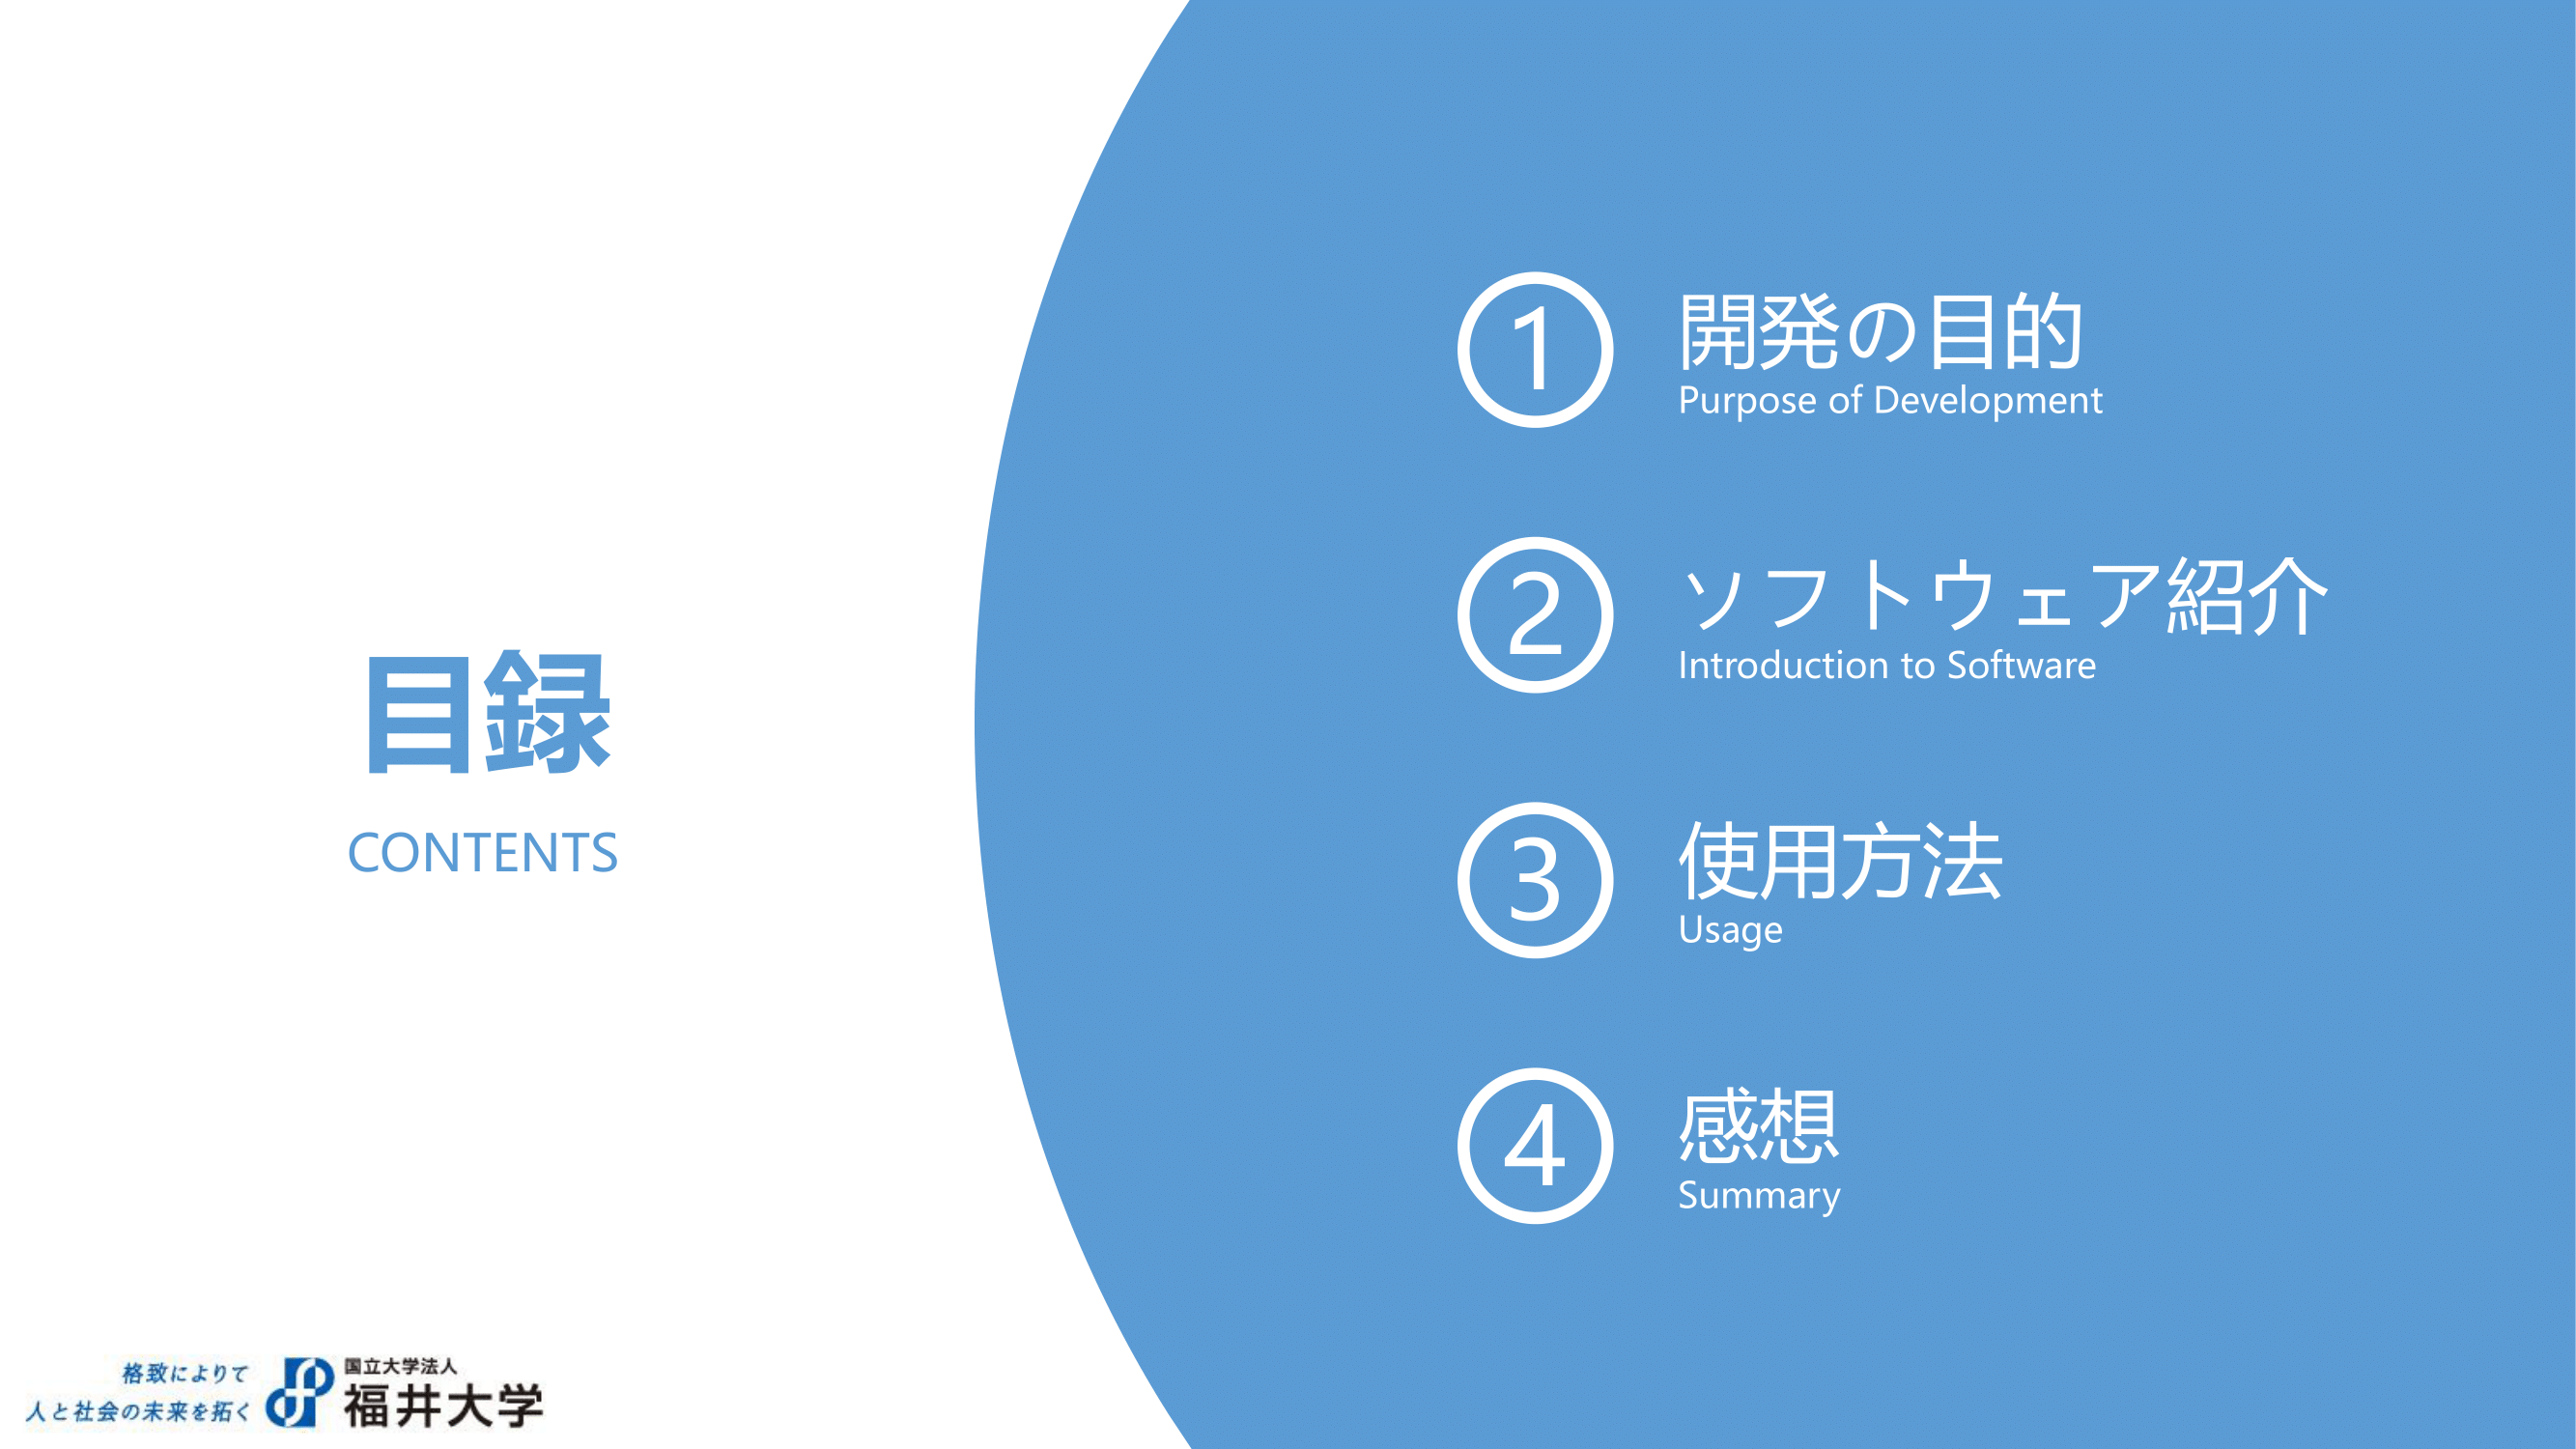 目録
CONTENTS
1
開発の目的
Purpose of Development
2
ソフトウェア紹介
Introduction to Software
3
使用方法
Usage
4
感想
Summary
格致によりて
人と社会の未来を拓く
国立大学法人
福井大学